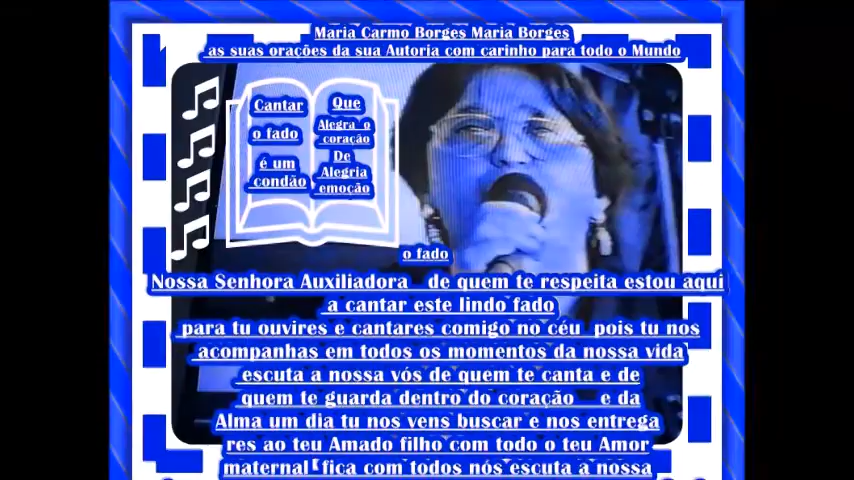 Maria Carmo Borges Maria Borges
as suas orações da sua Autoria com carinho para todo o Mundo
Cantar
o fado
é um
condão
Que
Alegra o
coração
De
Alegria
emoção
o fado
Nossa Senhora Auxiliadora de quem te respeita estou aqui
a cantar este lindo fado
para tu ouvires e cantares comigo no céu pois tu nos
acompanhas em todos os momentos da nossa vida
escuta a nossa vós de quem te canta e de
quem te guarda dentro do coração e da
Alma um dia tu nos vens buscar e nos entrega
res ao teu Amado filho com todo o teu Amor
maternal fica com todos nós escuta a nossa